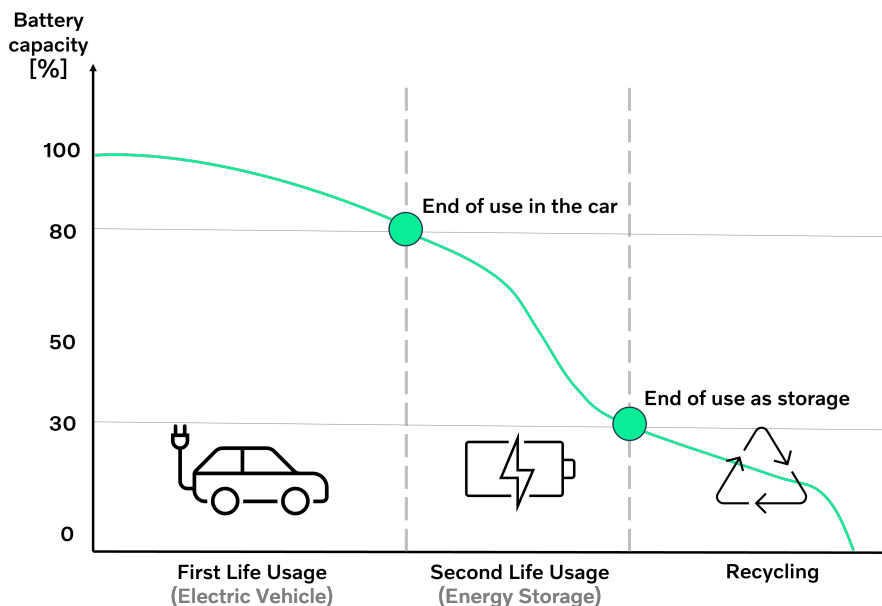 Battery
capacity
[%]
100
80
50
30
0
End of use in the car
End of use as storage
First Life Usage
(Electric Vehicle)
Second Life Usage
(Energy Storage)
Recycling